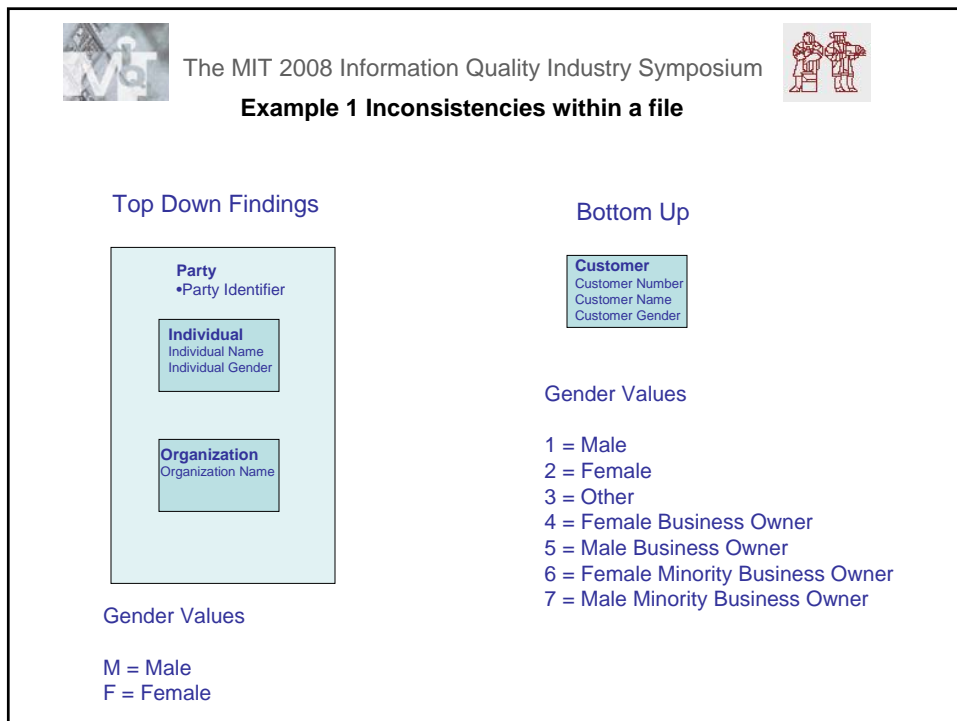 The MIT 2008 Information Quality Industry Symposium
Example 1 Inconsistencies within a file
Top Down Findings
Party
•Party Identifier
Individual
Individual Name
Individual Gender
Organization
Organization Name
Gender Values
M = Male
F = Female
Bottom Up
Customer
Customer Number
Customer Name
Customer Gender
Gender Values
1 = Male
2 = Female
3 = Other
4 = Female Business Owner
5 = Male Business Owner
6 = Female Minority Business Owner
7 = Male Minority Business Owner